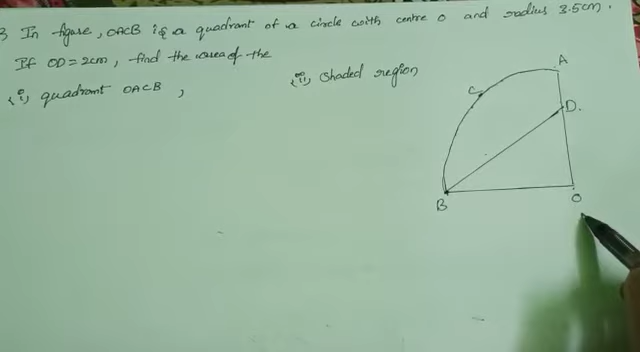 3 In figure, OACB is a quadrant of a circle with centre O and radius 3.5cm.
If OD = 2cm, find the area of the
(i) quadrant OACB, (ii) shaded region
A
C
D.
B
O